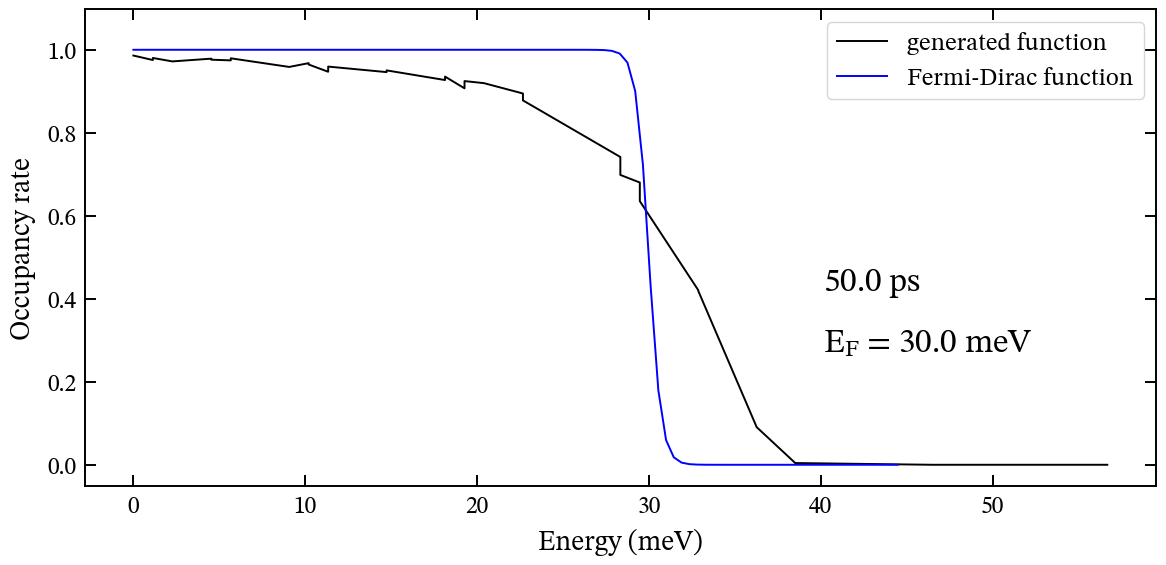 generated function
Fermi-Dirac function
1.0
0.8
0.6
0.4
0.2
0.0
Occupancy rate
50.0 ps
E_F = 30.0 meV
0 10 20 30 40 50
Energy (meV)